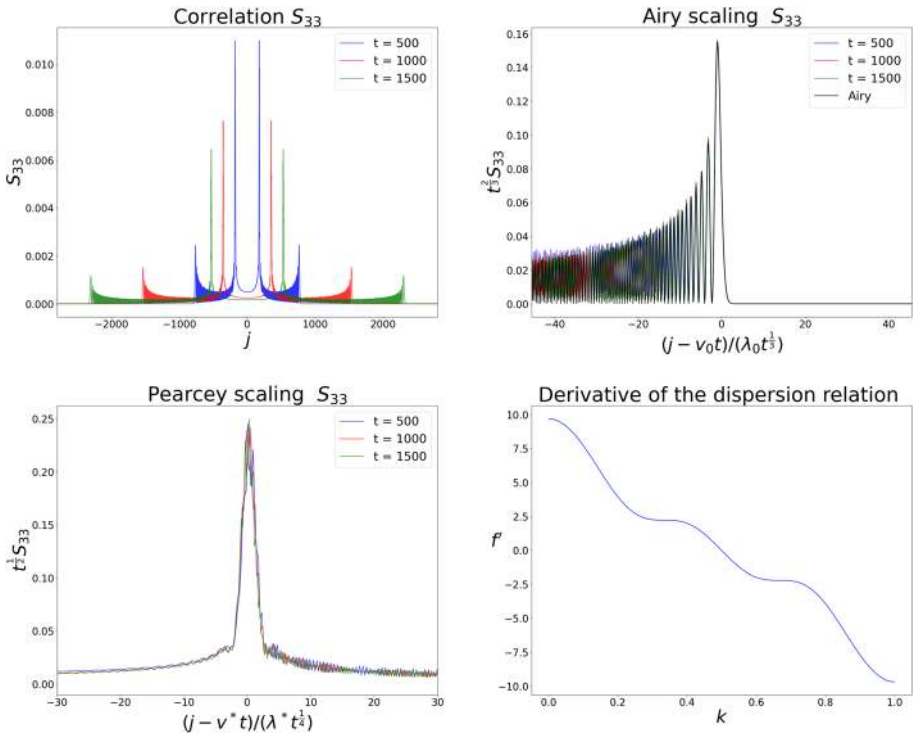 Correlation S₃₃
0.010
0.008
0.006
0.004
0.002
0.000
S₃₃
t = 500
t = 1000
t = 1500
−2000 −1000 0 1000 2000
j
Airy scaling S₃₃
0.16
0.14
0.12
0.10
0.08
0.06
0.04
0.02
0.00
t^{2/3}S₃₃
t = 500
t = 1000
t = 1500
Airy
−40 −20 0 20 40
(j − v₀t)/(λ₀t^{1/3})
Pearcey scaling S₃₃
0.25
0.20
0.15
0.10
0.05
0.00
t^{1/2}S₃₃
t = 500
t = 1000
t = 1500
−30 −20 −10 0 10 20 30
(j − v*t)/(λ*t^{1/4})
Derivative of the dispersion relation
10.0
7.5
5.0
2.5
0.0
−2.5
−5.0
−7.5
−10.0
f′
0.0 0.2 0.4 0.6 0.8 1.0
k